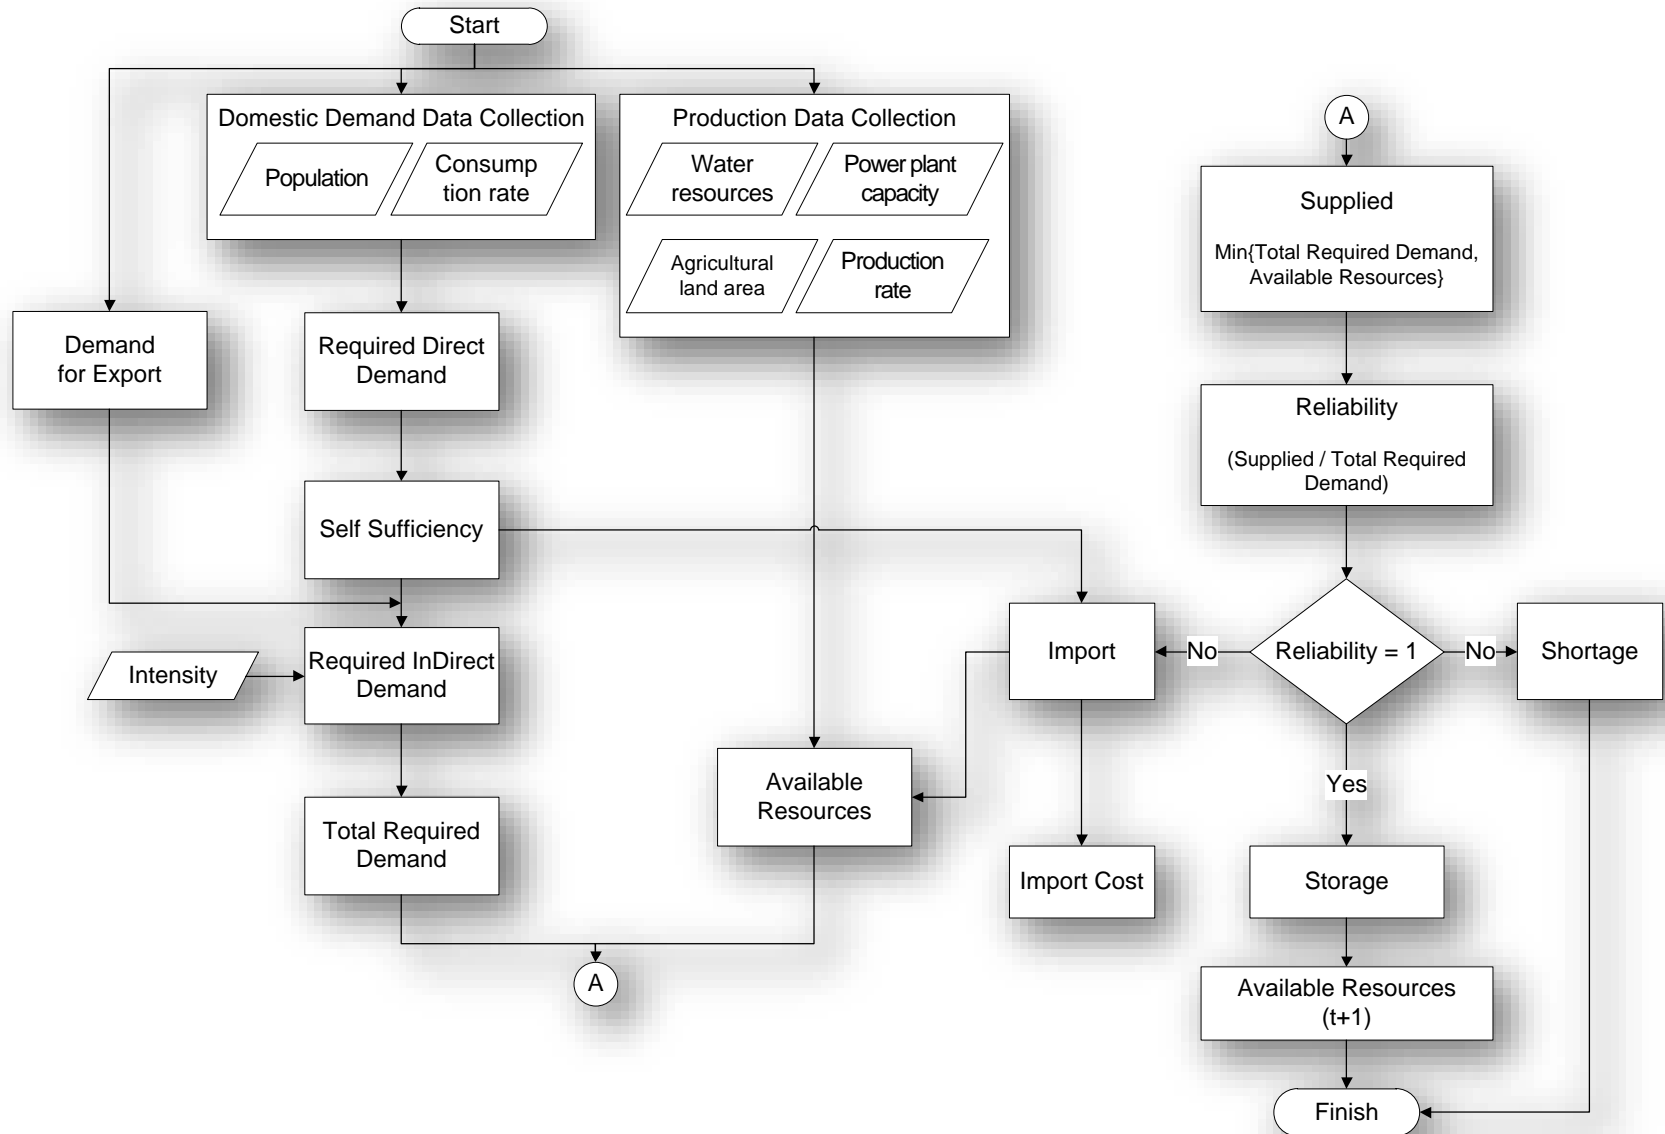 Start
Domestic Demand Data Collection
Population
Consump
tion rate
Production Data Collection
Water
resources
Power plant
capacity
Agricultural
land area
Production
rate
Demand
for Export
Required Direct
Demand
Self Sufficiency
Intensity
Required InDirect
Demand
Total Required
Demand
Available
Resources
A
A
Supplied
Min{Total Required Demand,
Available Resources}
Reliability
(Supplied / Total Required
Demand)
Import
No
Reliability = 1
No
Shortage
Yes
Import Cost
Storage
Available Resources
(t+1)
Finish